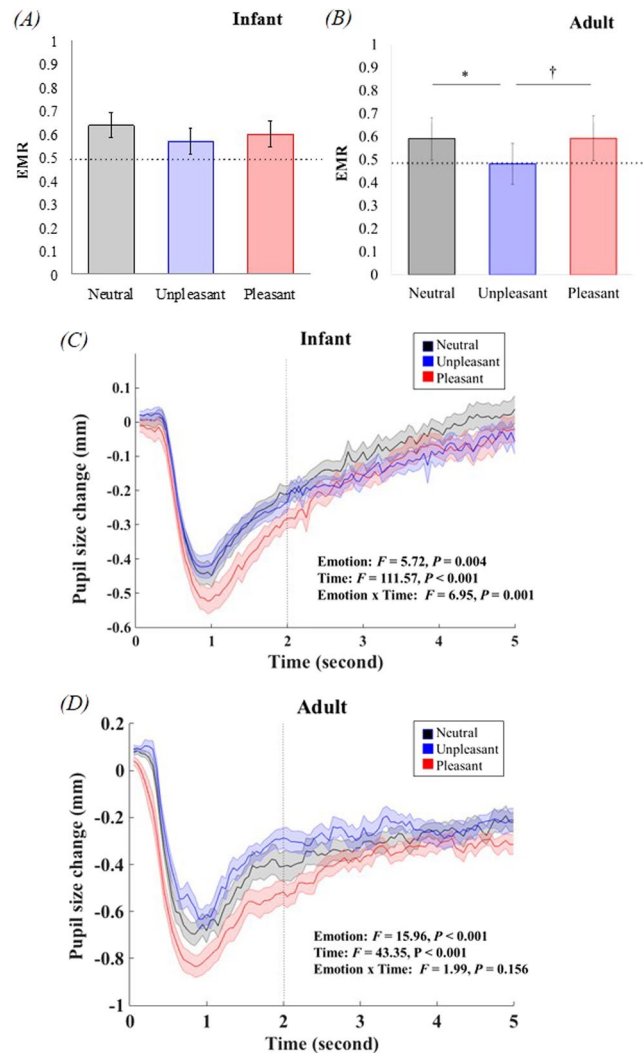 (A)
Infant
1
0.9
0.8
0.7
0.6
0.5
0.4
0.3
0.2
0.1
0
EMR
Neutral Unpleasant Pleasant
(B)
Adult
1
0.9
0.8
0.7
0.6
0.5
0.4
0.3
0.2
0.1
0
EMR
* †
Neutral Unpleasant Pleasant
(C)
Infant
Neutral
Unpleasant
Pleasant
0.1
0
-0.1
-0.2
-0.3
-0.4
-0.5
-0.6
Pupil size change (mm)
Emotion: F = 5.72, P = 0.004
Time: F = 111.57, P < 0.001
Emotion x Time: F = 6.95, P = 0.001
0 1 2 3 4 5
Time (second)
(D)
Adult
Neutral
Unpleasant
Pleasant
0.2
0
-0.2
-0.4
-0.6
-0.8
-1
Pupil size change (mm)
Emotion: F = 15.96, P < 0.001
Time: F = 43.35, P < 0.001
Emotion x Time: F = 1.99, P = 0.156
0 1 2 3 4 5
Time (second)